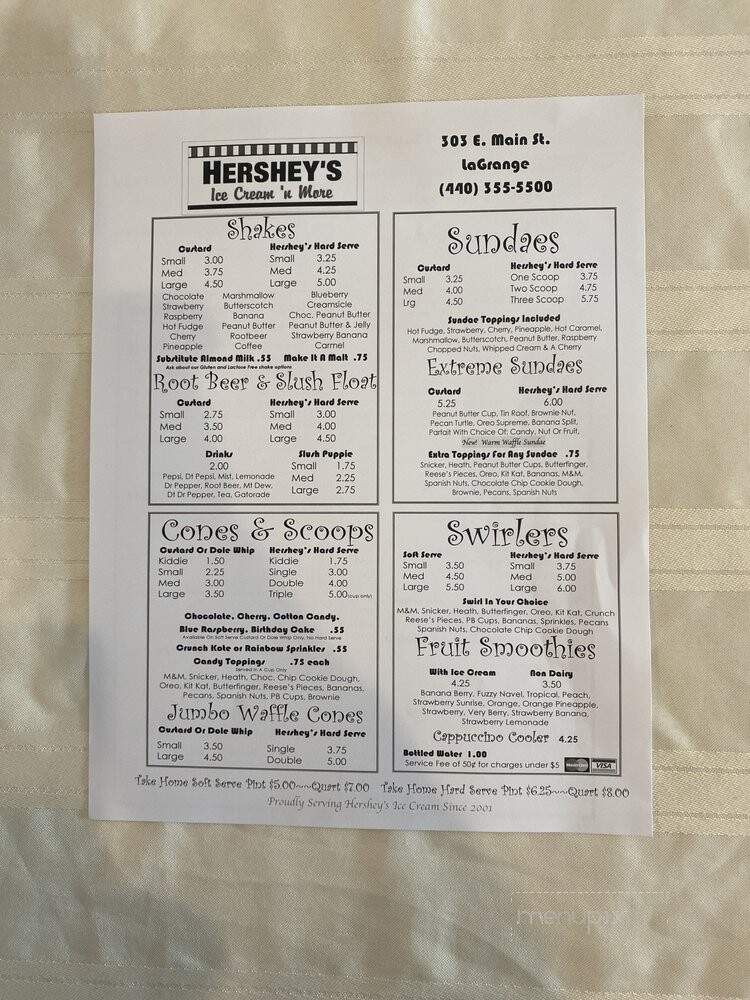 HERSHEY'S
Ice Cream 'n More
303 E. Main St.
LaGrange
(440) 355-5500
Shakes
Custard Hershey's Hard Serve
Small 3.00 Small 3.25
Med 3.75 Med 4.25
Large 4.50 Large 5.00
Chocolate Marshmallow Blueberry
Strawberry Butterscotch Creamsicle
Raspberry Banana Choc. Peanut Butter
Hot Fudge Peanut Butter Peanut Butter & Jelly
Cherry Rootbeer Strawberry Banana
Pineapple Coffee Carmel
Substitute Almond Milk .55 Make It A Malt .75
Ask about our Gluten and Lactose Free shake options
Root Beer & Slush Float
Custard Hershey's Hard Serve
Small 2.75 Small 3.00
Med 3.50 Med 4.00
Large 4.00 Large 4.50
Drinks Slush Puppie
2.00 Small 1.75
Pepsi, Dt Pepsi, Mist, Lemonade Med 2.25
Dr Pepper, Root Beer, Mt Dew, Large 2.75
Dt Dr Pepper, Tea, Gatorade
Sundaes
Custard Hershey's Hard Serve
Small 3.25 One Scoop 3.75
Med 4.00 Two Scoop 4.75
Lrg 4.50 Three Scoop 5.75
Sundae Toppings Included
Hot Fudge, Strawberry, Cherry, Pineapple, Hot Caramel,
Marshmallow, Butterscotch, Peanut Butter, Raspberry
Chopped Nuts, Whipped Cream & A Cherry
Extreme Sundaes
Custard Hershey's Hard Serve
5.25 6.00
Peanut Butter Cup, Tin Roof, Brownie Nut,
Pecan Turtle, Oreo Supreme, Banana Split,
Parfait With Choice Of: Candy, Nut Or Fruit,
New! Warm Waffle Sundae
Extra Toppings For Any Sundae .75
Snicker, Heath, Peanut Butter Cups, Butterfinger,
Reese's Pieces, Oreo, Kit Kat, Bananas, M&M,
Spanish Nuts, Chocolate Chip Cookie Dough,
Brownie, Pecans, Spanish Nuts
Cones & Scoops
Custard Or Dole Whip Hershey's Hard Serve
Kiddie 1.50 Kiddie 1.75
Small 2.25 Single 3.00
Med 3.00 Double 4.00
Large 3.50 Triple 5.00(cup only)
Chocolate, Cherry, Cotton Candy,
Blue Raspberry, Birthday Cake .55
Available On Soft Serve Custard Or Dole Whip Only, No Hard Serve
Crunch Kote or Rainbow Sprinkles .55
Candy Toppings .75 each
Served In A Cup Only
M&M, Snicker, Heath, Choc. Chip Cookie Dough,
Oreo, Kit Kat, Butterfinger, Reese's Pieces, Bananas,
Pecans, Spanish Nuts, PB Cups, Brownie
Jumbo Waffle Cones
Custard Or Dole Whip Hershey's Hard Serve
Small 3.50 Single 3.75
Large 4.50 Double 5.00
Swirlers
Soft Serve Hershey's Hard Serve
Small 3.50 Small 3.75
Med 4.50 Med 5.00
Large 5.50 Large 6.00
Swirl In Your Choice
M&M, Snicker, Heath, Butterfinger, Oreo, Kit Kat, Crunch
Reese's Pieces, PB Cups, Bananas, Sprinkles, Pecans
Spanish Nuts, Chocolate Chip Cookie Dough
Fruit Smoothies
With Ice Cream Non Dairy
4.25 3.50
Banana Berry, Fuzzy Navel, Tropical, Peach,
Strawberry Sunrise, Orange, Orange Pineapple,
Strawberry, Very Berry, Strawberry Banana,
Strawberry Lemonade
Cappuccino Cooler 4.25
Bottled Water 1.00
Service Fee of 50¢ for charges under $5 MasterCard VISA
Take Home Soft Serve Pint $5.00~~Quart $7.00 Take Home Hard Serve Pint $6.25~~Quart $8.00
Proudly Serving Hershey's Ice Cream Since 2001
menupix